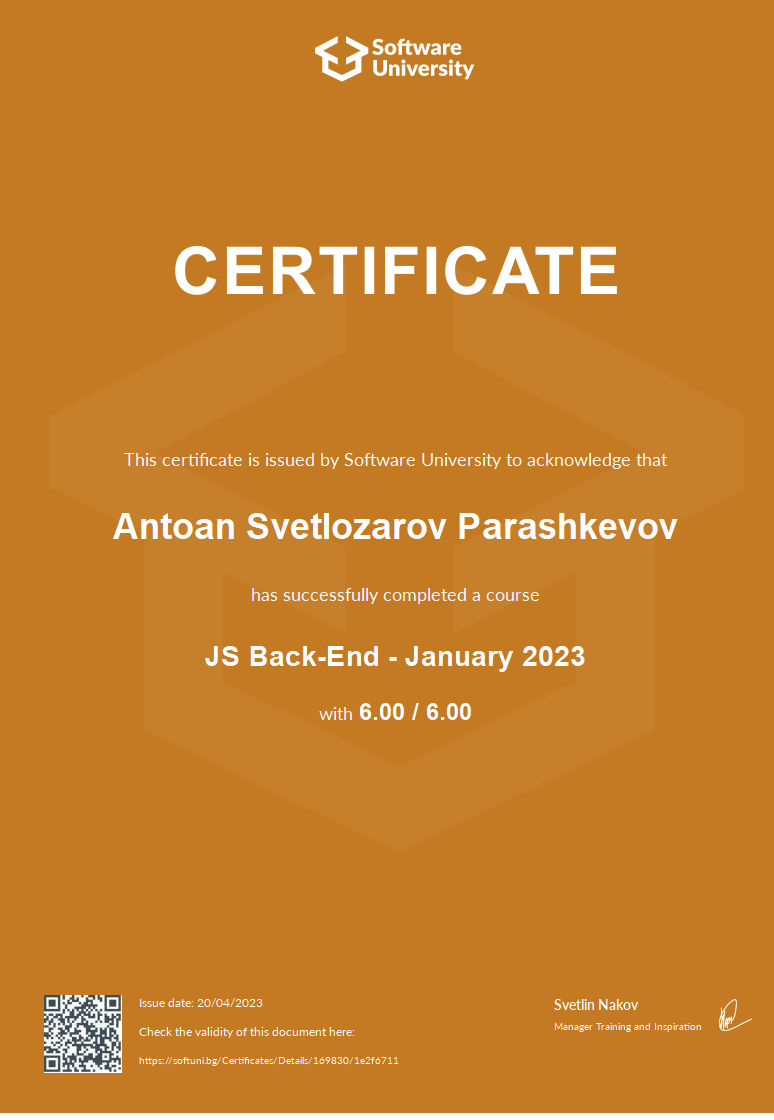 Software
University
CERTIFICATE
This certificate is issued by Software University to acknowledge that
Antoan Svetlozarov Parashkevov
has successfully completed a course
JS Back-End - January 2023
with 6.00 / 6.00
Issue date: 20/04/2023
Check the validity of this document here:
https://softuni.bg/Certificates/Details/169830/1e2f6711
Svetlin Nakov
Manager Training and Inspiration